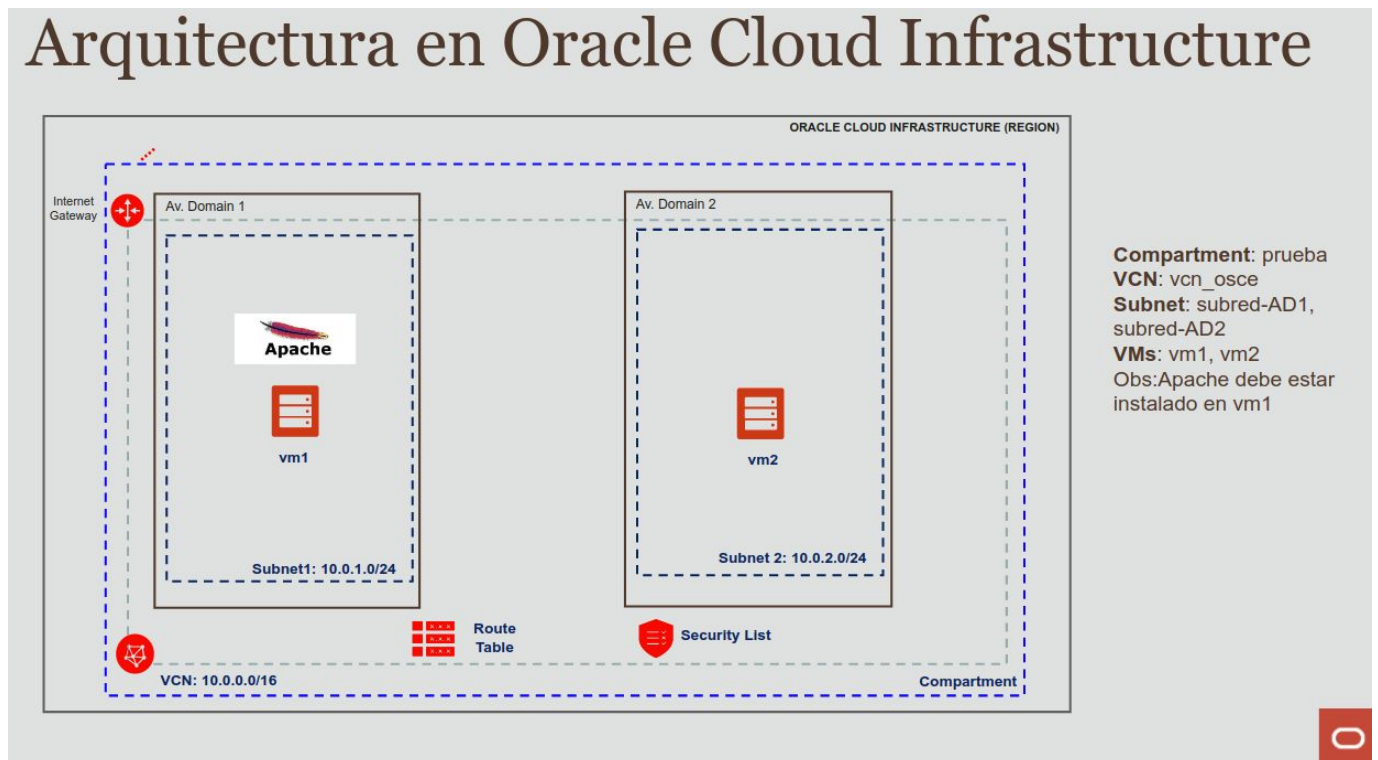 Arquitectura en Oracle Cloud Infrastructure
ORACLE CLOUD INFRASTRUCTURE (REGION)
Internet
Gateway
Av. Domain 1
Apache
vm1
Subnet1: 10.0.1.0/24
Av. Domain 2
vm2
Subnet 2: 10.0.2.0/24
Route
Table
Security List
VCN: 10.0.0.0/16
Compartment
Compartment: prueba
VCN: vcn_osce
Subnet: subred-AD1,
subred-AD2
VMs: vm1, vm2
Obs:Apache debe estar
instalado en vm1